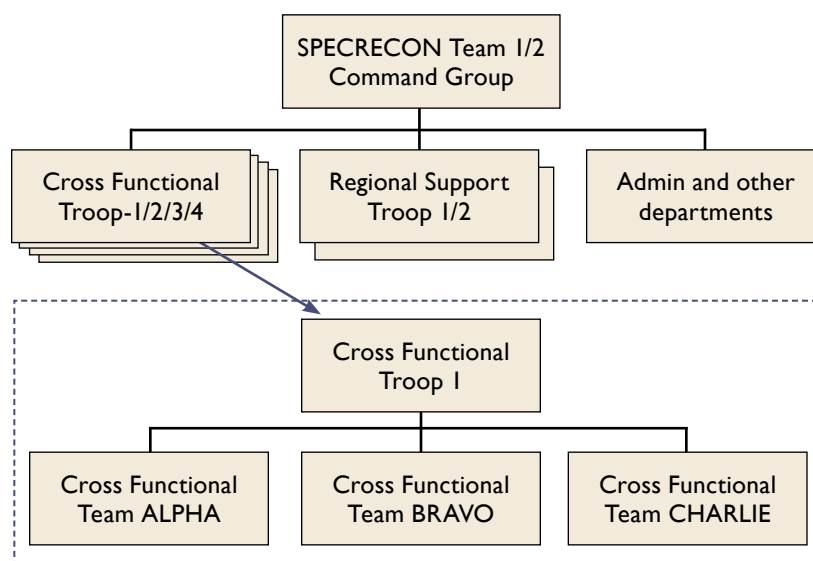 SPECRECON Team 1/2
Command Group
Cross Functional
Troop-1/2/3/4
Regional Support
Troop 1/2
Admin and other
departments
Cross Functional
Troop 1
Cross Functional
Team ALPHA
Cross Functional
Team BRAVO
Cross Functional
Team CHARLIE